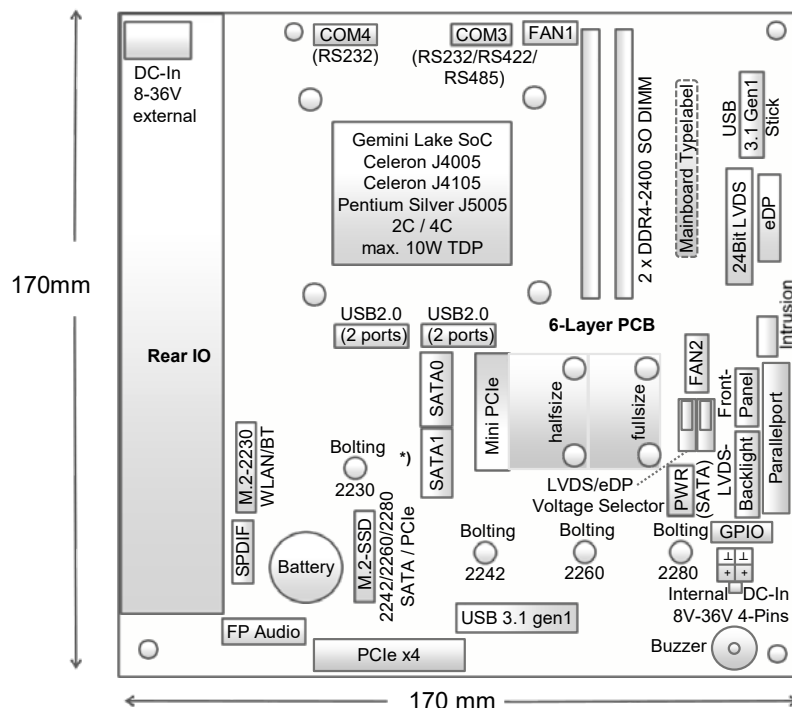 COM4
(RS232)
COM3
(RS232/RS422/
RS485)
FAN1
DC-In
8-36V
external
Gemini Lake SoC
Celeron J4005
Celeron J4105
Pentium Silver J5005
2C / 4C
max. 10W TDP
2 x DDR4-2400 SO DIMM
Mainboard Typelabel
USB
3.1 Gen1
Stick
24Bit LVDS
eDP
170mm
Rear IO
USB2.0
(2 ports)
USB2.0
(2 ports)
6-Layer PCB
Intrusion
SATA0
SATA1
Mini PCIe
halfsize
fullsize
FAN2
Front-
Panel
Parallelport
LVDS-
Backlight
PWR
(SATA)
LVDS/eDP
Voltage Selector
M.2-2230
WLAN/BT
Bolting
2230
*)
SPDIF
Battery
M.2-SSD
2242/2260/2280
SATA / PCIe
Bolting
2242
Bolting
2260
Bolting
2280
GPIO
⊥ ⊥
+ +
Internal DC-In
8V-36V 4-Pins
FP Audio
USB 3.1 gen1
Buzzer
PCIe x4
170 mm